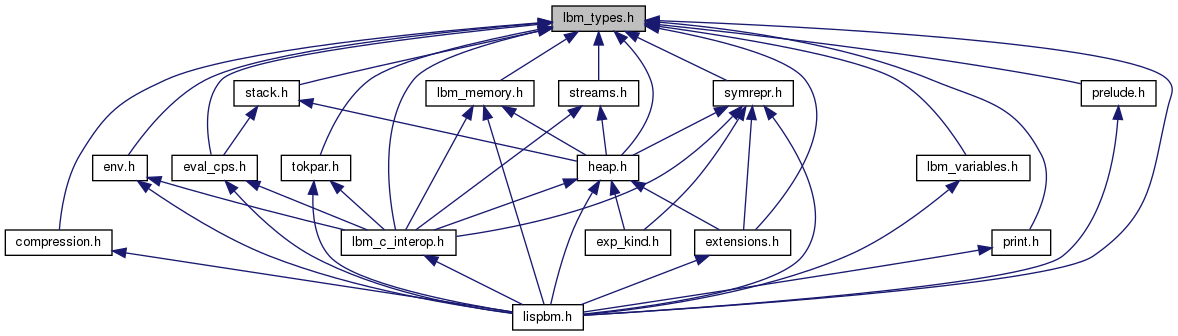 lbm_types.h
stack.h
lbm_memory.h
streams.h
symrepr.h
prelude.h
env.h
eval_cps.h
tokpar.h
heap.h
lbm_variables.h
compression.h
lbm_c_interop.h
exp_kind.h
extensions.h
print.h
lispbm.h